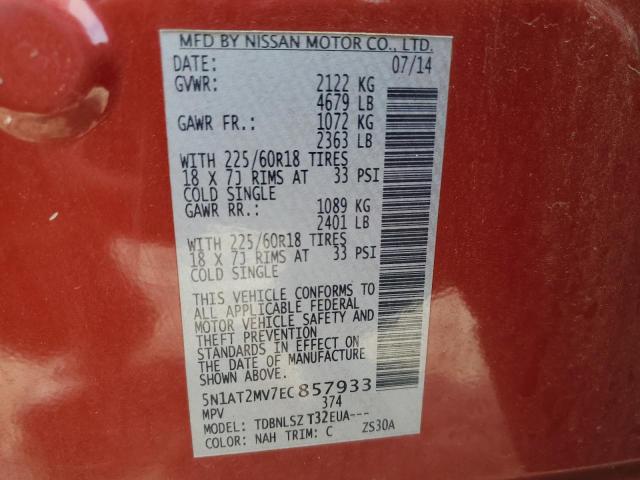 MFD BY NISSAN MOTOR CO., LTD.
DATE: 07/14
GVWR: 2122 KG
4679 LB
GAWR FR.: 1072 KG
2363 LB
WITH 225/60R18 TIRES
18 X 7J RIMS AT 33 PSI
COLD SINGLE
GAWR RR.: 1089 KG
2401 LB
WITH 225/60R18 TIRES
18 X 7J RIMS AT 33 PSI
COLD SINGLE
THIS VEHICLE CONFORMS TO
ALL APPLICABLE FEDERAL
MOTOR VEHICLE SAFETY AND
THEFT PREVENTION
STANDARDS IN EFFECT ON
THE DATE OF MANUFACTURE
SHOWN ABOVE.
5N1AT2MV7EC857933
MPV 374
MODEL: TDBNLSZ T32EUA---
COLOR: NAH TRIM: C ZS30A